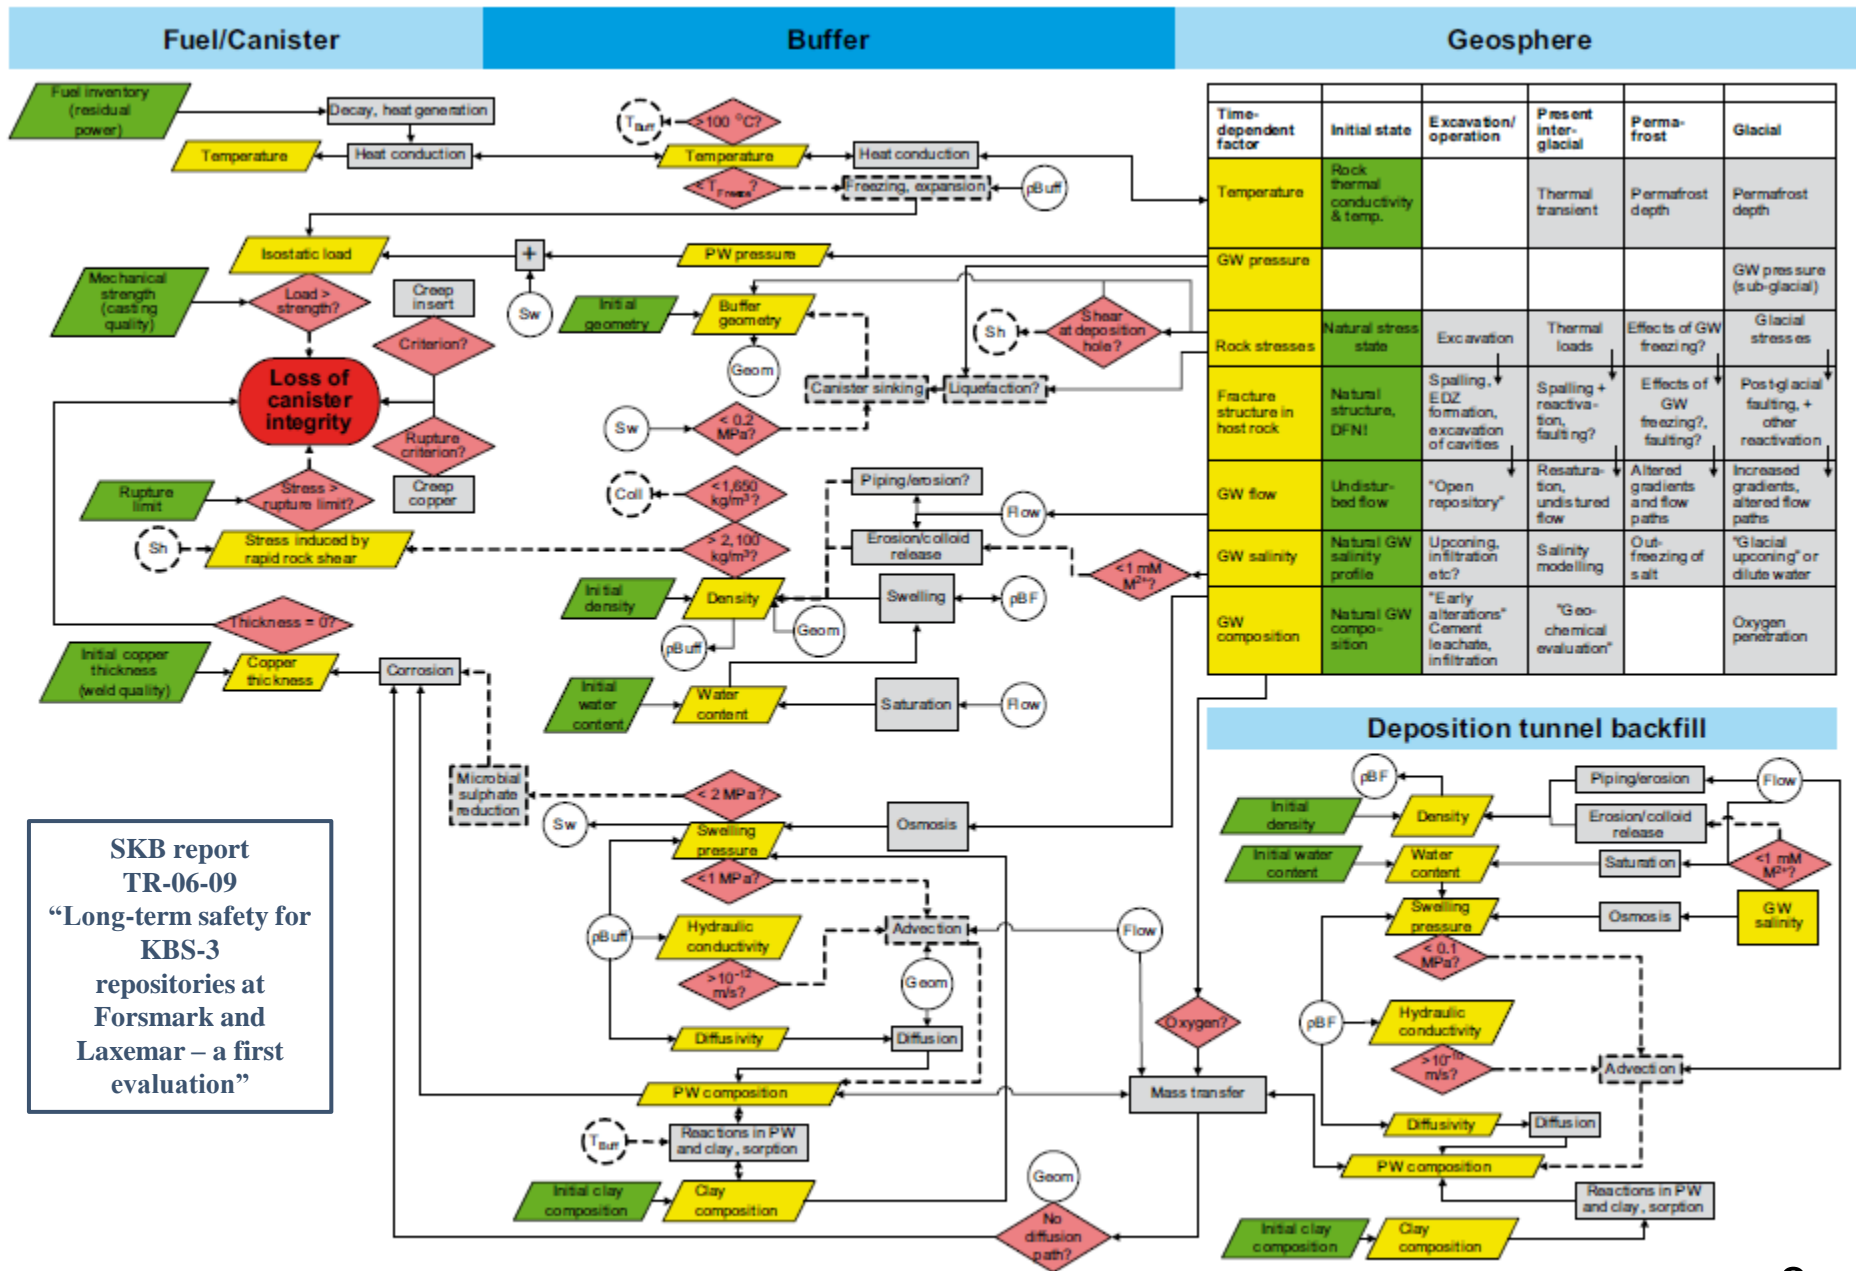 Fuel/Canister
Buffer
Geosphere
Fuel inventory
(residual
power)
Decay, heat generation
Temperature
Heat conduction
T Buff
>100 °C?
Temperature
Heat conduction
< T Freeze?
Freezing, expansion
ρBuff
Isostatic load
+
PW pressure
Sw
Mechanical
strength
(casting
quality)
Load >
strength?
Creep
insert
Criterion?
Initial
geometry
Buffer
geometry
Geom
Sh
Shear
at deposition
hole?
Canister sinking
Liquefaction?
Loss of
canister
integrity
Sw
< 0.2
MPa?
Rupture
criterion?
Creep
copper
Rupture
limit
Stress >
rupture limit?
Sh
Stress induced by
rapid rock shear
Coll
<1,650
kg/m³?
> 2,100
kg/m³?
Piping/erosion?
Flow
Erosion/colloid
release
<1 mM
M²⁺?
Initial
density
Density
Swelling
ρBF
Geom
ρBuff
Thickness = 0?
Initial copper
thickness
(weld quality)
Copper
thickness
Corrosion
Initial
water
content
Water
content
Saturation
Flow
Microbial
sulphate
reduction
< 2 MPa?
Sw
Swelling
pressure
Osmosis
<1 MPa?
ρBuff
Hydraulic
conductivity
>10⁻¹²
m/s?
Advection
Flow
Geom
Diffusivity
Diffusion
Oxygen?
PW composition
Mass transfer
T Buff
Reactions in PW
and clay, sorption
Initial clay
composition
Clay
composition
Geom
No
diffusion
path?
Time-
dependent
factor
Initial state
Excavation/
operation
Present
inter-
glacial
Perma-
frost
Glacial
Temperature
Rock
thermal
conductivity
& temp.
Thermal
transient
Permafrost
depth
Permafrost
depth
GW pressure
GW pressure
(sub-glacial)
Rock stresses
Natural stress
state
Excavation
Thermal
loads
Effects of GW
freezing?
Glacial
stresses
Fracture
structure in
host rock
Natural
structure,
DFN!
Spalling,
EDZ
formation,
excavation
of cavities
Spalling +
reactiva-
tion,
faulting?
Effects of
GW
freezing?,
faulting?
Post-glacial
faulting, +
other
reactivation
GW flow
Undistur-
bed flow
"Open
repository"
Resatura-
tion,
undistured
flow
Altered
gradients
and flow
paths
Increased
gradients,
altered flow
paths
GW salinity
Natural GW
salinity
profile
Upconing,
infiltration
etc?
Salinity
modelling
Out-
freezing of
salt
"Glacial
upconing" or
dilute water
GW
composition
Natural GW
compo-
sition
"Early
alterations"
Cement
leachate,
infiltration
"Geo-
chemical
evaluation"
Oxygen
penetration
Deposition tunnel backfill
ρBF
Piping/erosion
Flow
Initial
density
Density
Erosion/colloid
release
Initial water
content
Water
content
Saturation
<1 mM
M²⁺?
Swelling
pressure
Osmosis
GW
salinity
< 0.1
MPa?
ρBF
Hydraulic
conductivity
>10⁻¹⁰
m/s?
Advection
Diffusivity
Diffusion
PW composition
Reactions in PW
and clay, sorption
Initial clay
composition
Clay
composition
SKB report
TR-06-09
“Long-term safety for
KBS-3
repositories at
Forsmark and
Laxemar – a first
evaluation”